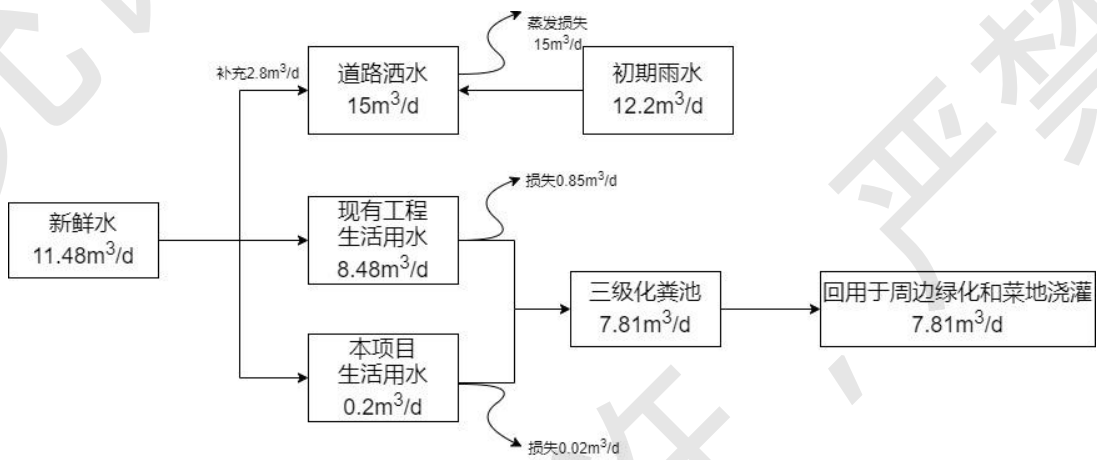 蒸发损失
15m³/d
补充2.8m³/d
道路洒水
15m³/d
初期雨水
12.2m³/d
损失0.85m³/d
新鲜水
11.48m³/d
现有工程
生活用水
8.48m³/d
三级化粪池
7.81m³/d
回用于周边绿化和菜地浇灌
7.81m³/d
本项目
生活用水
0.2m³/d
损失0.02m³/d
严禁